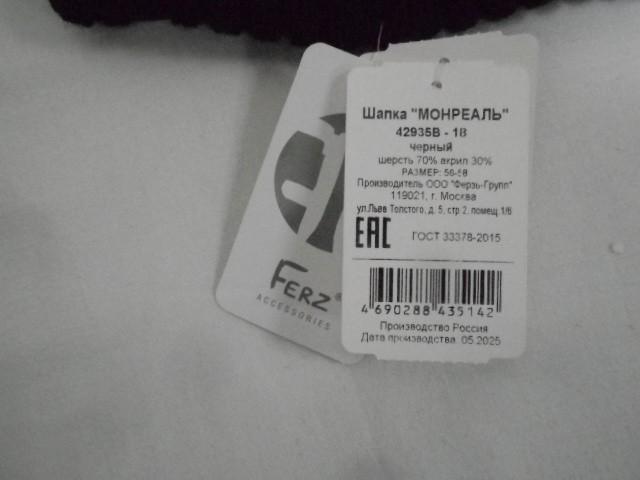 Шапка "МОНРЕАЛЬ"
42935В - 18
черный
шерсть 70% акрил 30%
РАЗМЕР: 56-58
Производитель ООО "Ферзь-Групп"
119021, г. Москва
ул.Льва Толстого, д. 5, стр 2, помещ.1/6
ЕАС ГОСТ 33378-2015
4 690288 435142
Производство Россия
Дата производства: 05.2025
FERZ®
ACCESSORIES